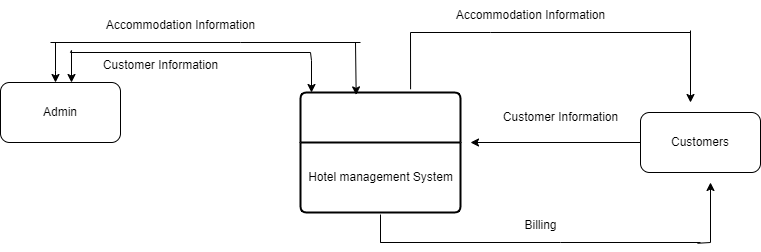 Accommodation Information
Accommodation Information
Customer Information
Admin
Customer Information
Customers
Hotel management System
Billing